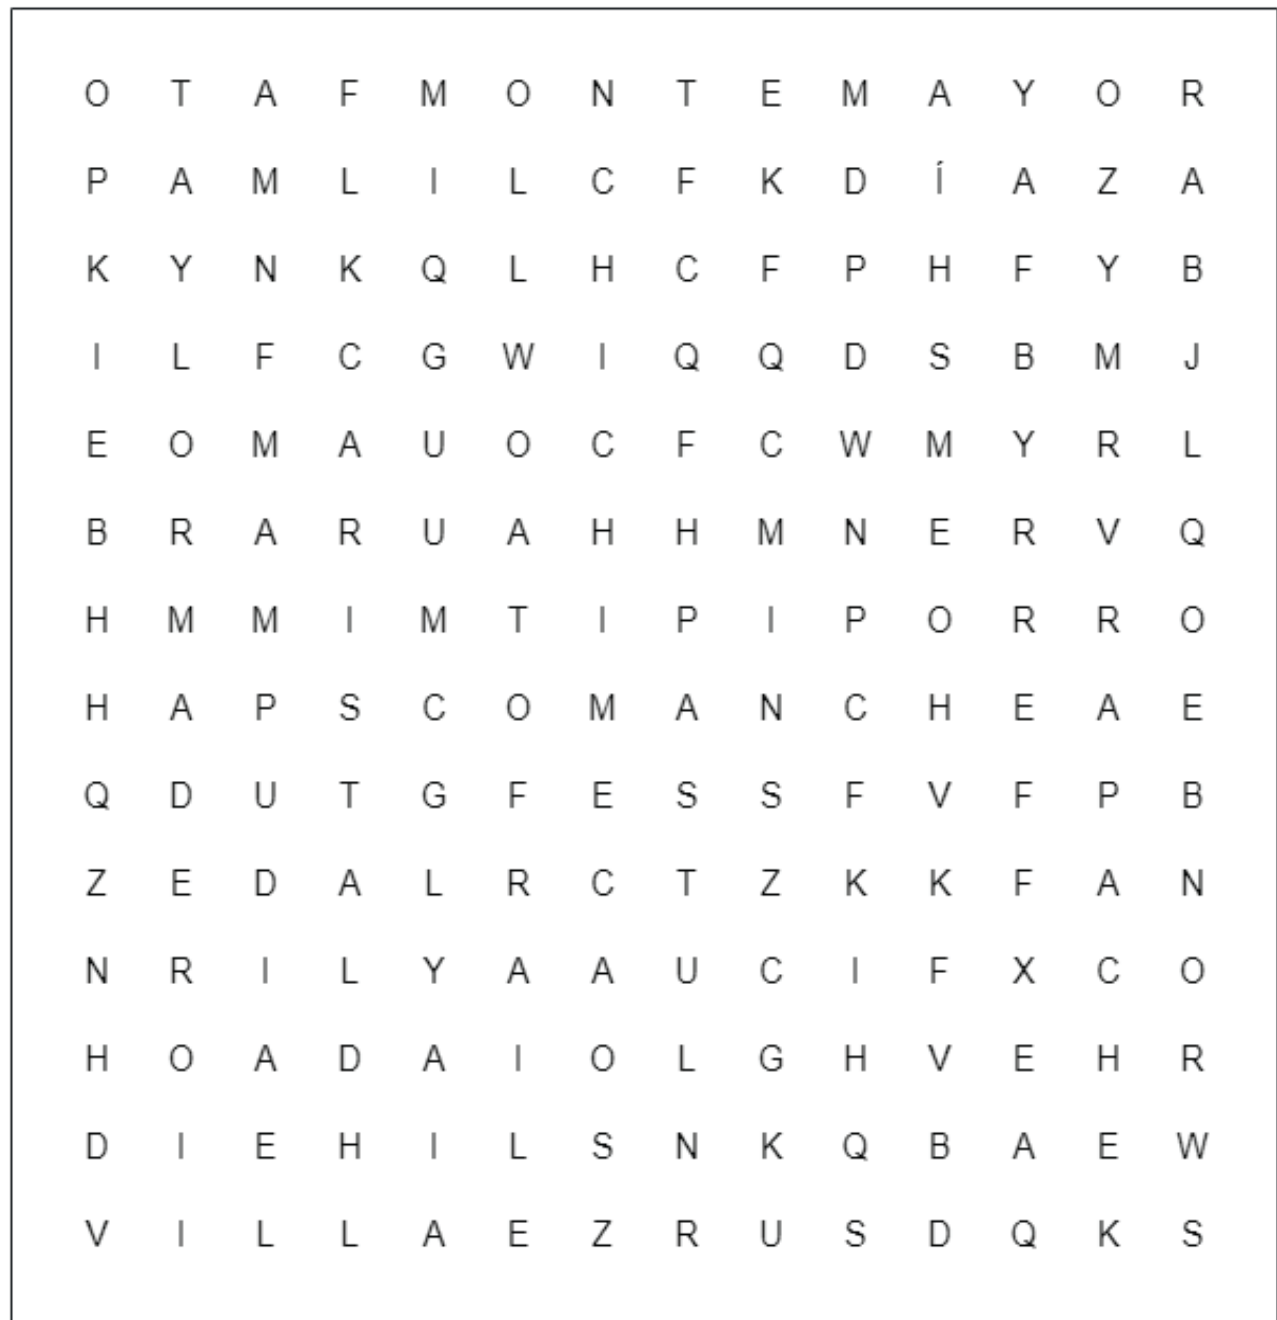 O T A F M O N T E M A Y O R
P A M L I L C F K D Í A Z A
K Y N K Q L H C F P H F Y B
I L F C G W I Q Q D S B M J
E O M A U O C F C W M Y R L
B R A R U A H H M N E R V Q
H M M I M T I P I P O R R O
H A P S C O M A N C H E A E
Q D U T G F E S S F V F P B
Z E D A L R C T Z K K F A N
N R I L Y A A U C I F X C O
H O A D A I O L G H V E H R
D I E H I L S N K Q B A E W
V I L L A E Z R U S D Q K S